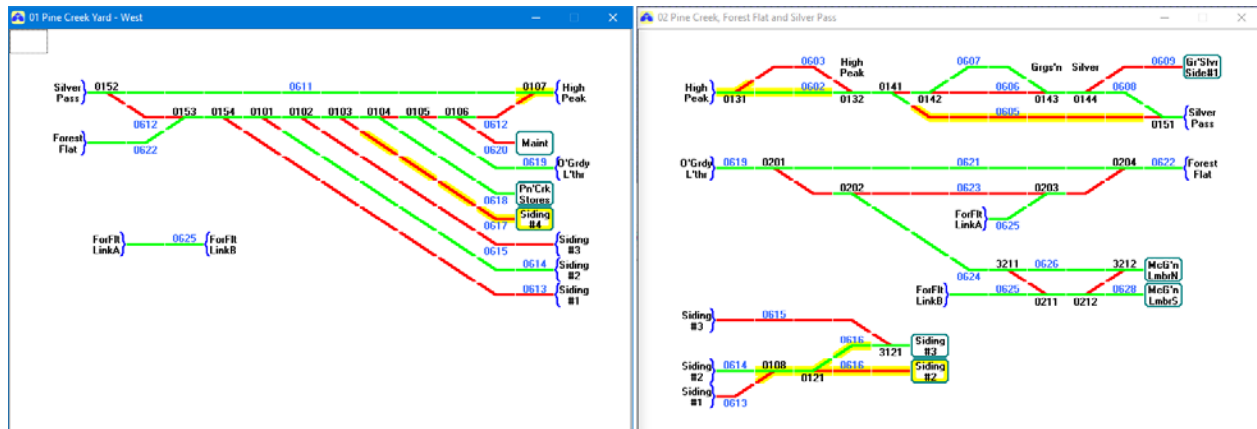 01 Pine Creek Yard - West
Silver
Pass
0152
0611
0107
High
Peak
0153
0154
0101
0102
0103
0104
0105
0106
0612
0612
Forest
Flat
0622
0620
Maint
0619
O'Grdy
L'thr
0618
Pn'Crk
Stores
0617
Siding
#4
ForFlt
LinkA
0625
ForFlt
LinkB
0615
Siding
#3
0614
Siding
#2
0613
Siding
#1
02 Pine Creek, Forest Flat and Silver Pass
0603
High
Peak
0607
Grgs'n Silver
0609
Gr'Slvr
Side#1
High
Peak
0131
0602
0132
0141
0142
0606
0143
0144
0608
0605
0151
Silver
Pass
O'Grdy
L'thr
0619
0201
0621
0204
0622
Forest
Flat
0202
0623
0203
ForFlt
LinkA
0625
3211
0626
3212
McG'n
LmbrN
0624
ForFlt
LinkB
0625
0211
0212
0628
McG'n
LmbrS
Siding
#3
0615
0616
3121
Siding
#3
Siding
#2
0614
0108
0121
0616
Siding
#2
Siding
#1
0613